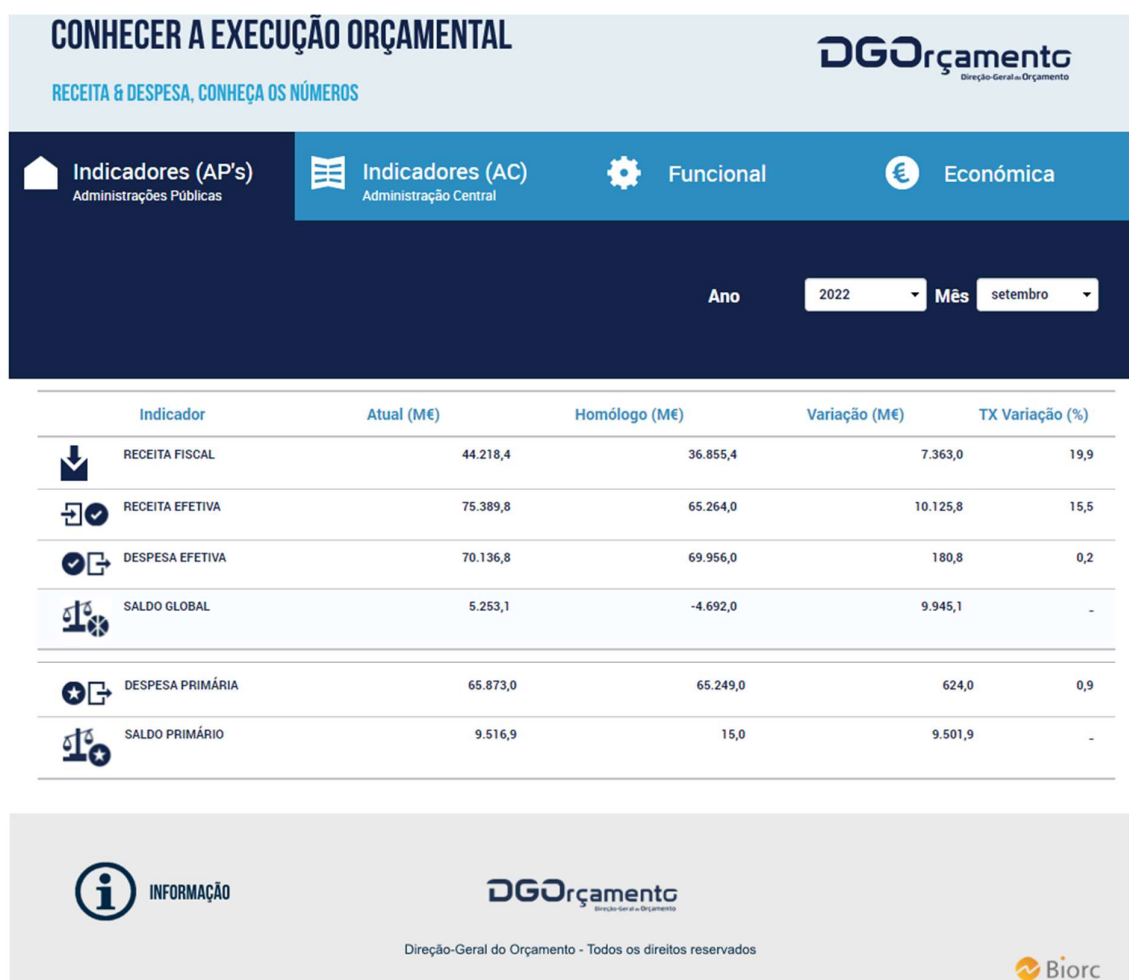 CONHECER A EXECUÇÃO ORÇAMENTAL
DGOrçamento
Direção-Geral do Orçamento
RECEITA & DESPESA, CONHEÇA OS NÚMEROS
Indicadores (AP's)
Administrações Públicas
Indicadores (AC)
Administração Central
Funcional
€ Económica
Ano 2022 Mês setembro
Indicador Atual (M€) Homólogo (M€) Variação (M€) TX Variação (%)
RECEITA FISCAL 44.218,4 36.855,4 7.363,0 19,9
RECEITA EFETIVA 75.389,8 65.264,0 10.125,8 15,5
DESPESA EFETIVA 70.136,8 69.956,0 180,8 0,2
SALDO GLOBAL 5.253,1 -4.692,0 9.945,1 -
DESPESA PRIMÁRIA 65.873,0 65.249,0 624,0 0,9
SALDO PRIMÁRIO 9.516,9 15,0 9.501,9 -
i INFORMAÇÃO
DGOrçamento
Direção-Geral do Orçamento
Direção-Geral do Orçamento - Todos os direitos reservados
Biorc